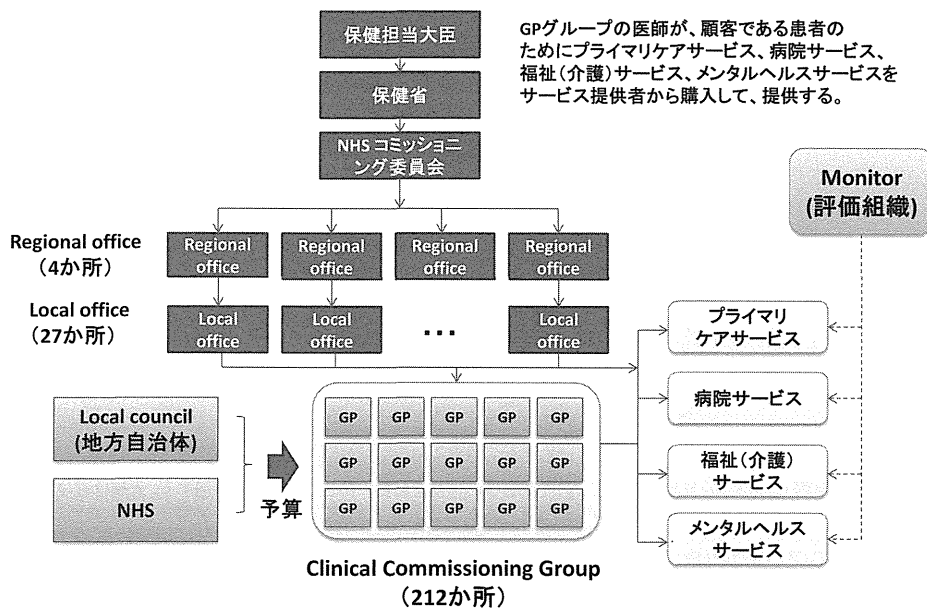 保健担当大臣
保健省
NHS コミッショニ
ング委員会
GPグループの医師が、顧客である患者の
ためにプライマリケアサービス、病院サービス、
福祉(介護)サービス、メンタルヘルスサービスを
サービス提供者から購入して、提供する。
Monitor
(評価組織)
Regional office
(4か所)
Regional
office
Regional
office
Regional
office
Regional
office
Local office
(27か所)
Local
office
Local
office
...
Local
office
プライマリ
ケアサービス
病院サービス
福祉(介護)
サービス
メンタルヘルス
サービス
Local council
(地方自治体)
NHS
予算
GP GP GP GP GP
GP GP GP GP GP
GP GP GP GP GP
Clinical Commissioning Group
(212か所)